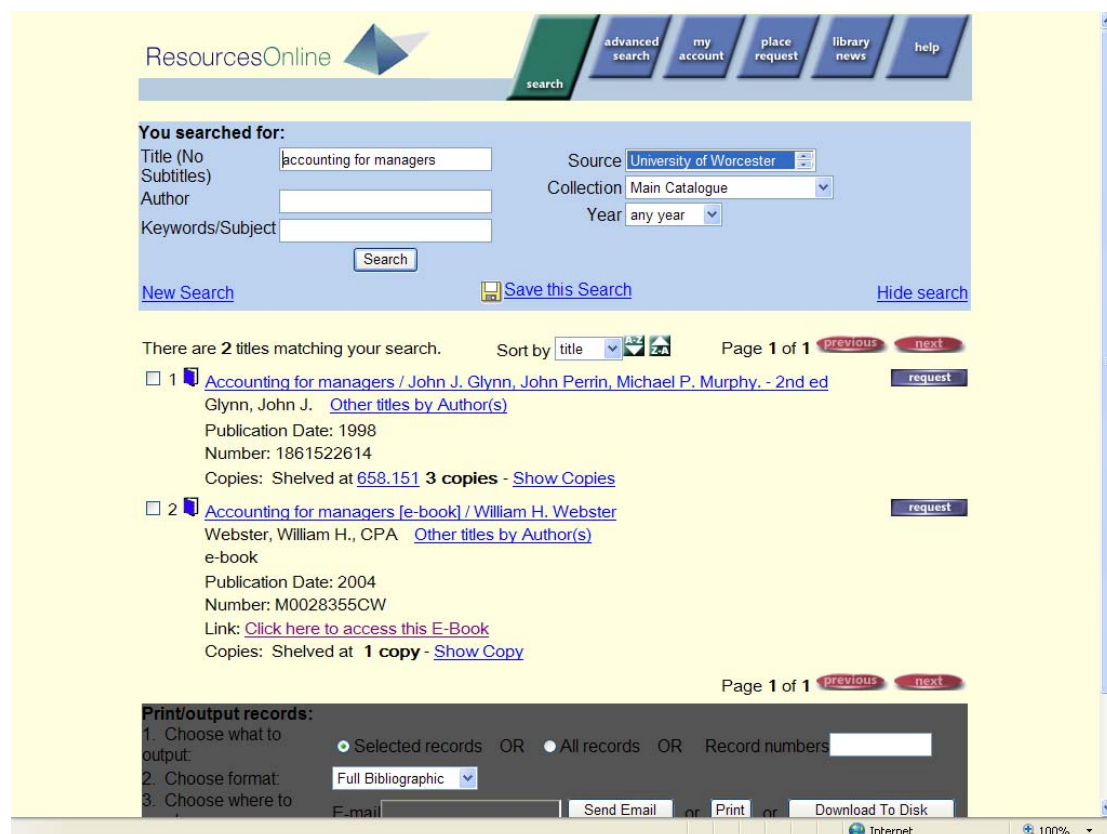 ResourcesOnline
search
advanced search
my account
place request
library news
help
You searched for:
Title (No Subtitles) accounting for managers
Source University of Worcester
Author
Collection Main Catalogue
Keywords/Subject
Year any year
Search
New Search Save this Search Hide search
There are 2 titles matching your search. Sort by title A-Z Z-A Page 1 of 1 previous next
1 Accounting for managers / John J. Glynn, John Perrin, Michael P. Murphy. - 2nd ed request
Glynn, John J. Other titles by Author(s)
Publication Date: 1998
Number: 1861522614
Copies: Shelved at 658.151 3 copies - Show Copies
2 Accounting for managers [e-book] / William H. Webster request
Webster, William H., CPA Other titles by Author(s)
e-book
Publication Date: 2004
Number: M0028355CW
Link: Click here to access this E-Book
Copies: Shelved at 1 copy - Show Copy
Page 1 of 1 previous next
Print/output records:
1. Choose what to output: Selected records OR All records OR Record numbers
2. Choose format: Full Bibliographic
3. Choose where to
E-mail Send Email or Print or Download To Disk
Internet 100%